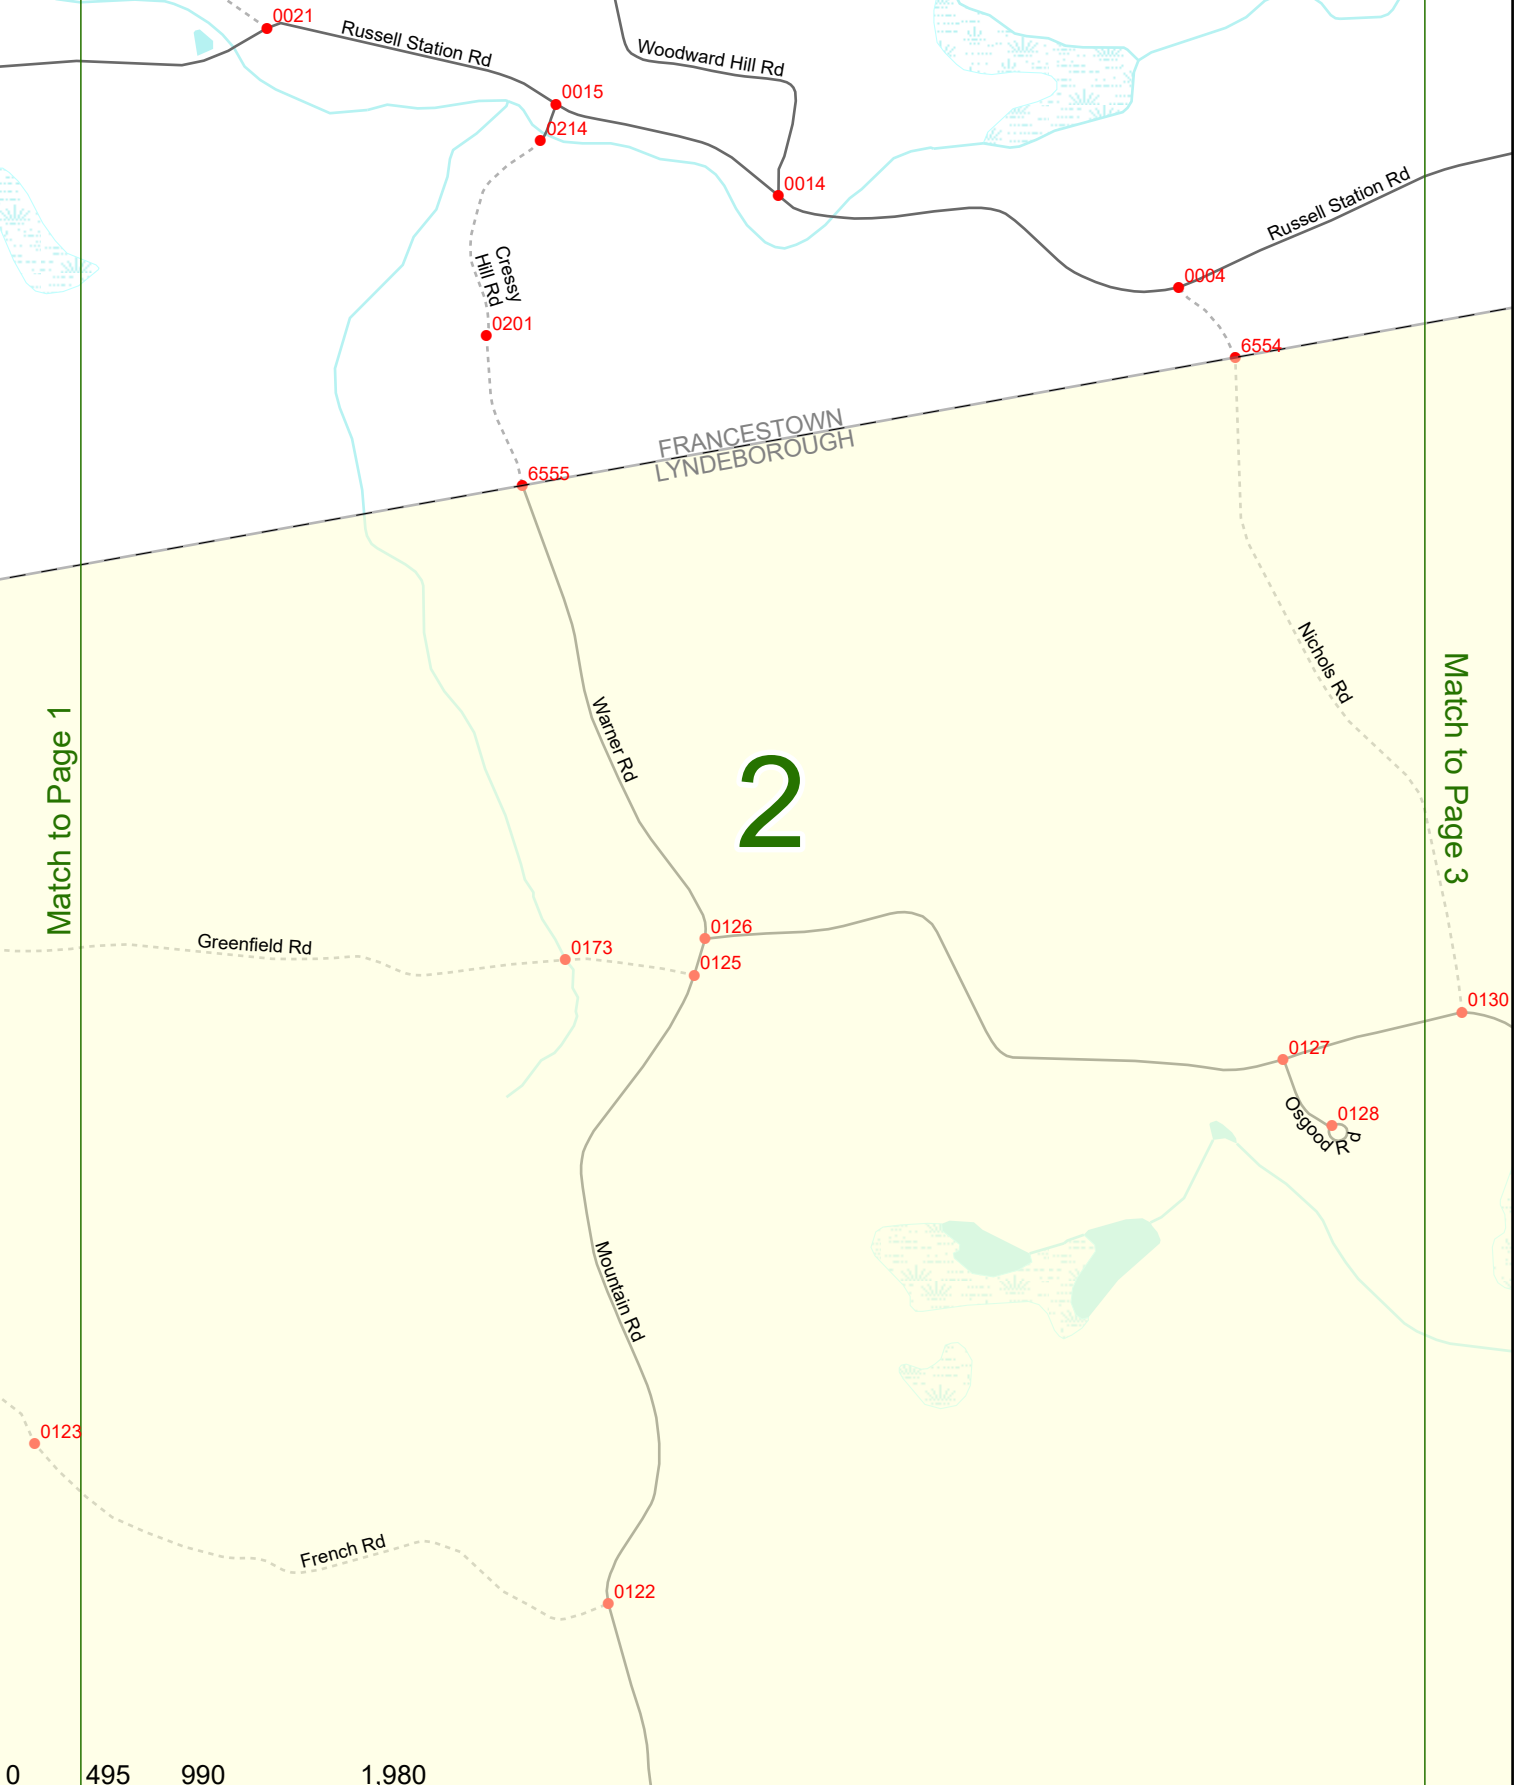 0021
Russell Station Rd
Woodward Hill Rd
0015
0214
0014
Russell Station Rd
Cressy
Hill Rd
0004
0201
6554
FRANCESTOWN
LYNDEBOROUGH
6555
Nichols Rd
Match to Page 1
Warner Rd
2
Match to Page 3
0126
Greenfield Rd
0173
0125
0130
0127
0128
Osgood Rd
Mountain Rd
0123
French Rd
0122
0 495 990 1,980